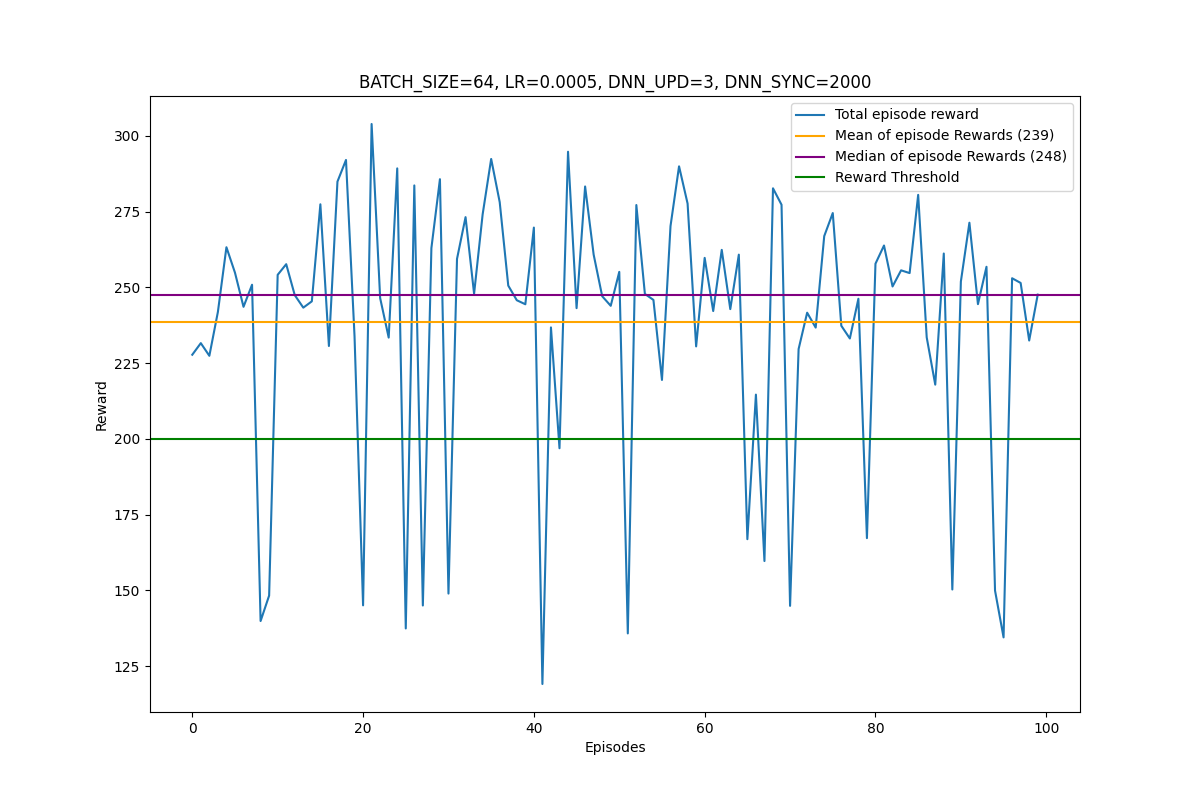 BATCH_SIZE=64, LR=0.0005, DNN_UPD=3, DNN_SYNC=2000
Total episode reward
Mean of episode Rewards (239)
Median of episode Rewards (248)
Reward Threshold
300
275
250
225
200
175
150
125
Reward
0
20
40
60
80
100
Episodes